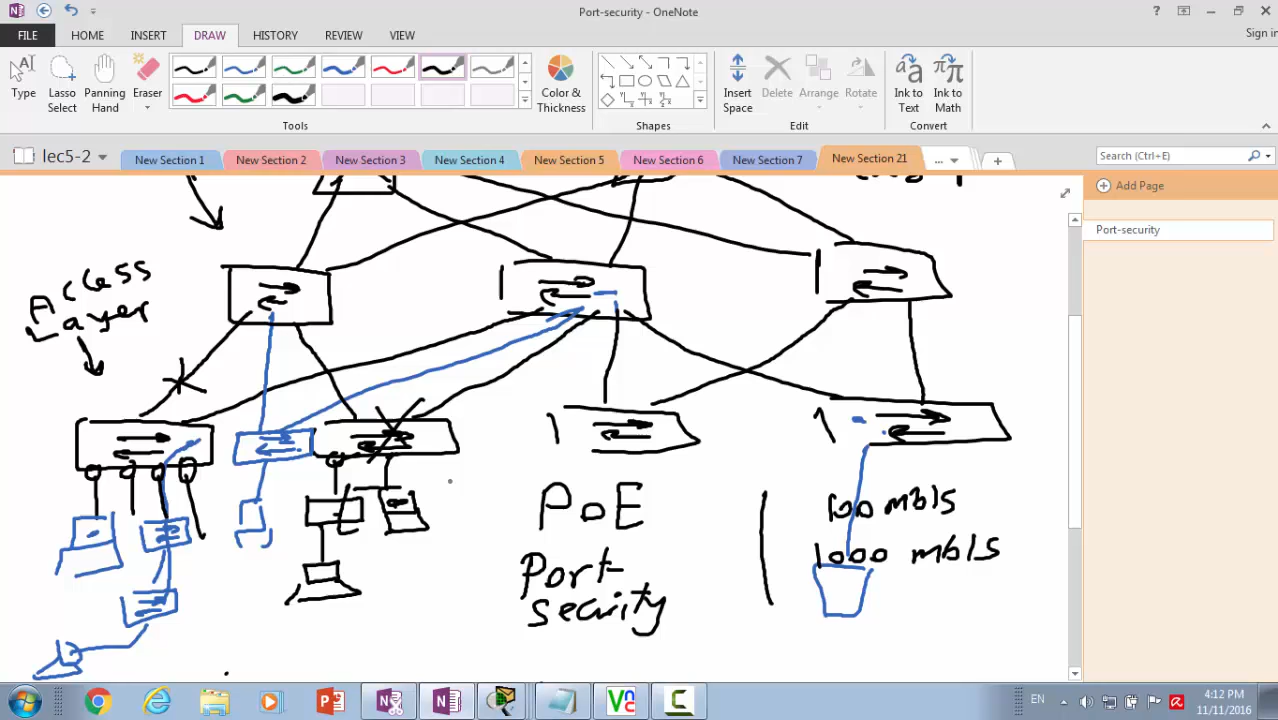 Port-security - OneNote
Sign in
FILE HOME INSERT DRAW HISTORY REVIEW VIEW
Type
Lasso Select
Panning Hand
Eraser
Color & Thickness
Insert Space
Delete
Arrange
Rotate
Ink to Text
Ink to Math
Tools
Shapes
Edit
Convert
lec5-2
New Section 1
New Section 2
New Section 3
New Section 4
New Section 5
New Section 6
New Section 7
New Section 21
...
Search (Ctrl+E)
Add Page
Port-security
Access
Layer
PoE
Port-
security
100 mb/s
1000 mb/s
EN
4:12 PM
11/11/2016